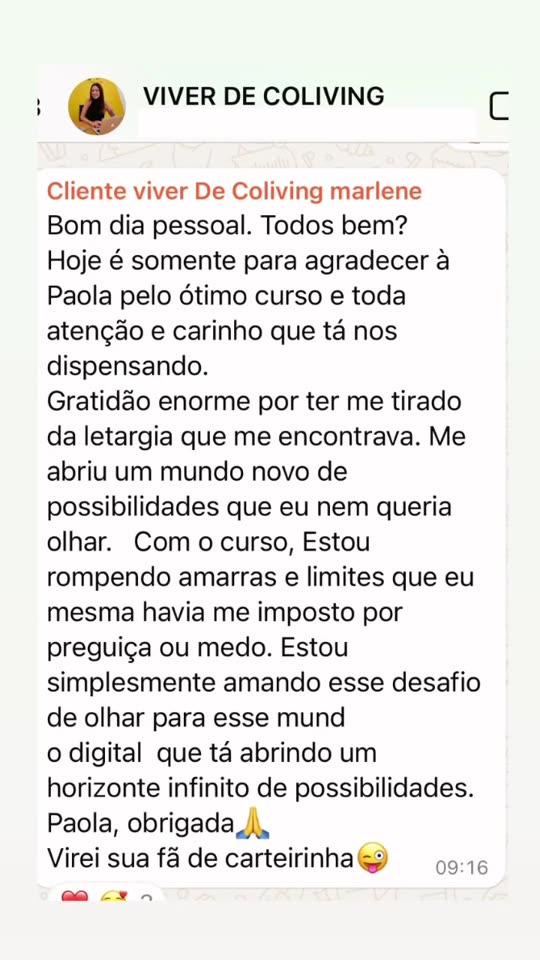 VIVER DE COLIVING
Cliente viver De Coliving marlene
Bom dia pessoal. Todos bem?
Hoje é somente para agradecer à
Paola pelo ótimo curso e toda
atenção e carinho que tá nos
dispensando.
Gratidão enorme por ter me tirado
da letargia que me encontrava. Me
abriu um mundo novo de
possibilidades que eu nem queria
olhar.   Com o curso, Estou
rompendo amarras e limites que eu
mesma havia me imposto por
preguiça ou medo. Estou
simplesmente amando esse desafio
de olhar para esse mund
o digital  que tá abrindo um
horizonte infinito de possibilidades.
Paola, obrigada🙏
Virei sua fã de carteirinha😜
09:16